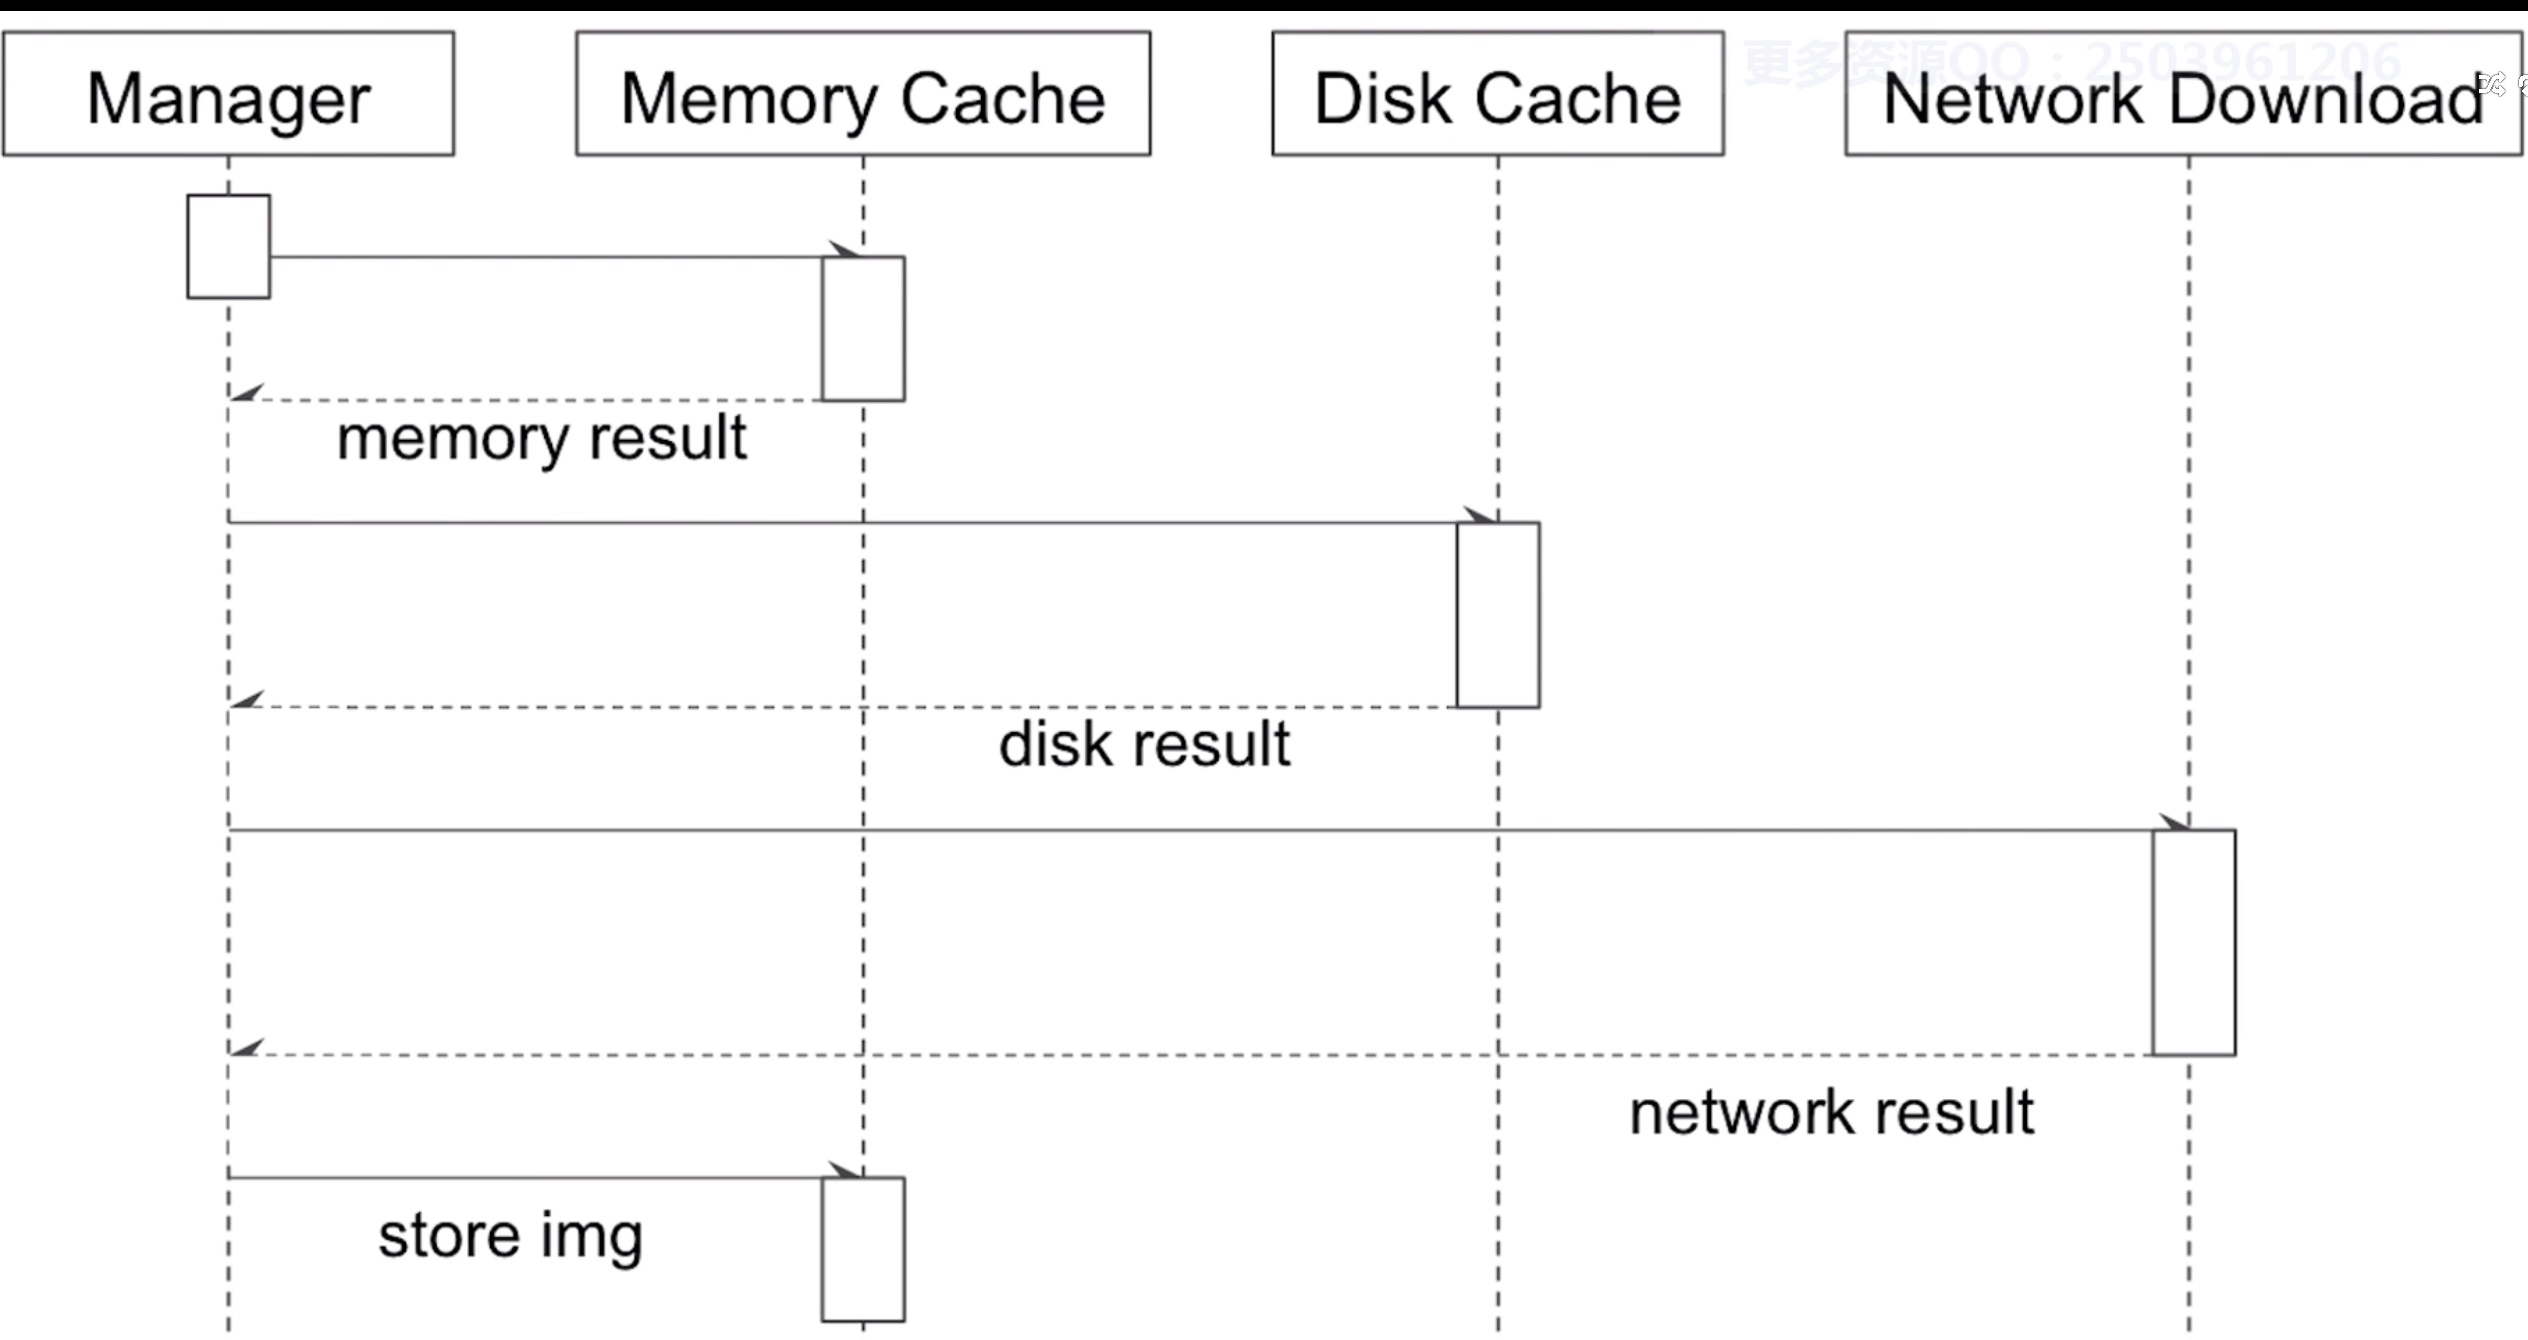 Manager
Memory Cache
Disk Cache
Network Download
更多资源QQ：2503961206
memory result
disk result
network result
store img